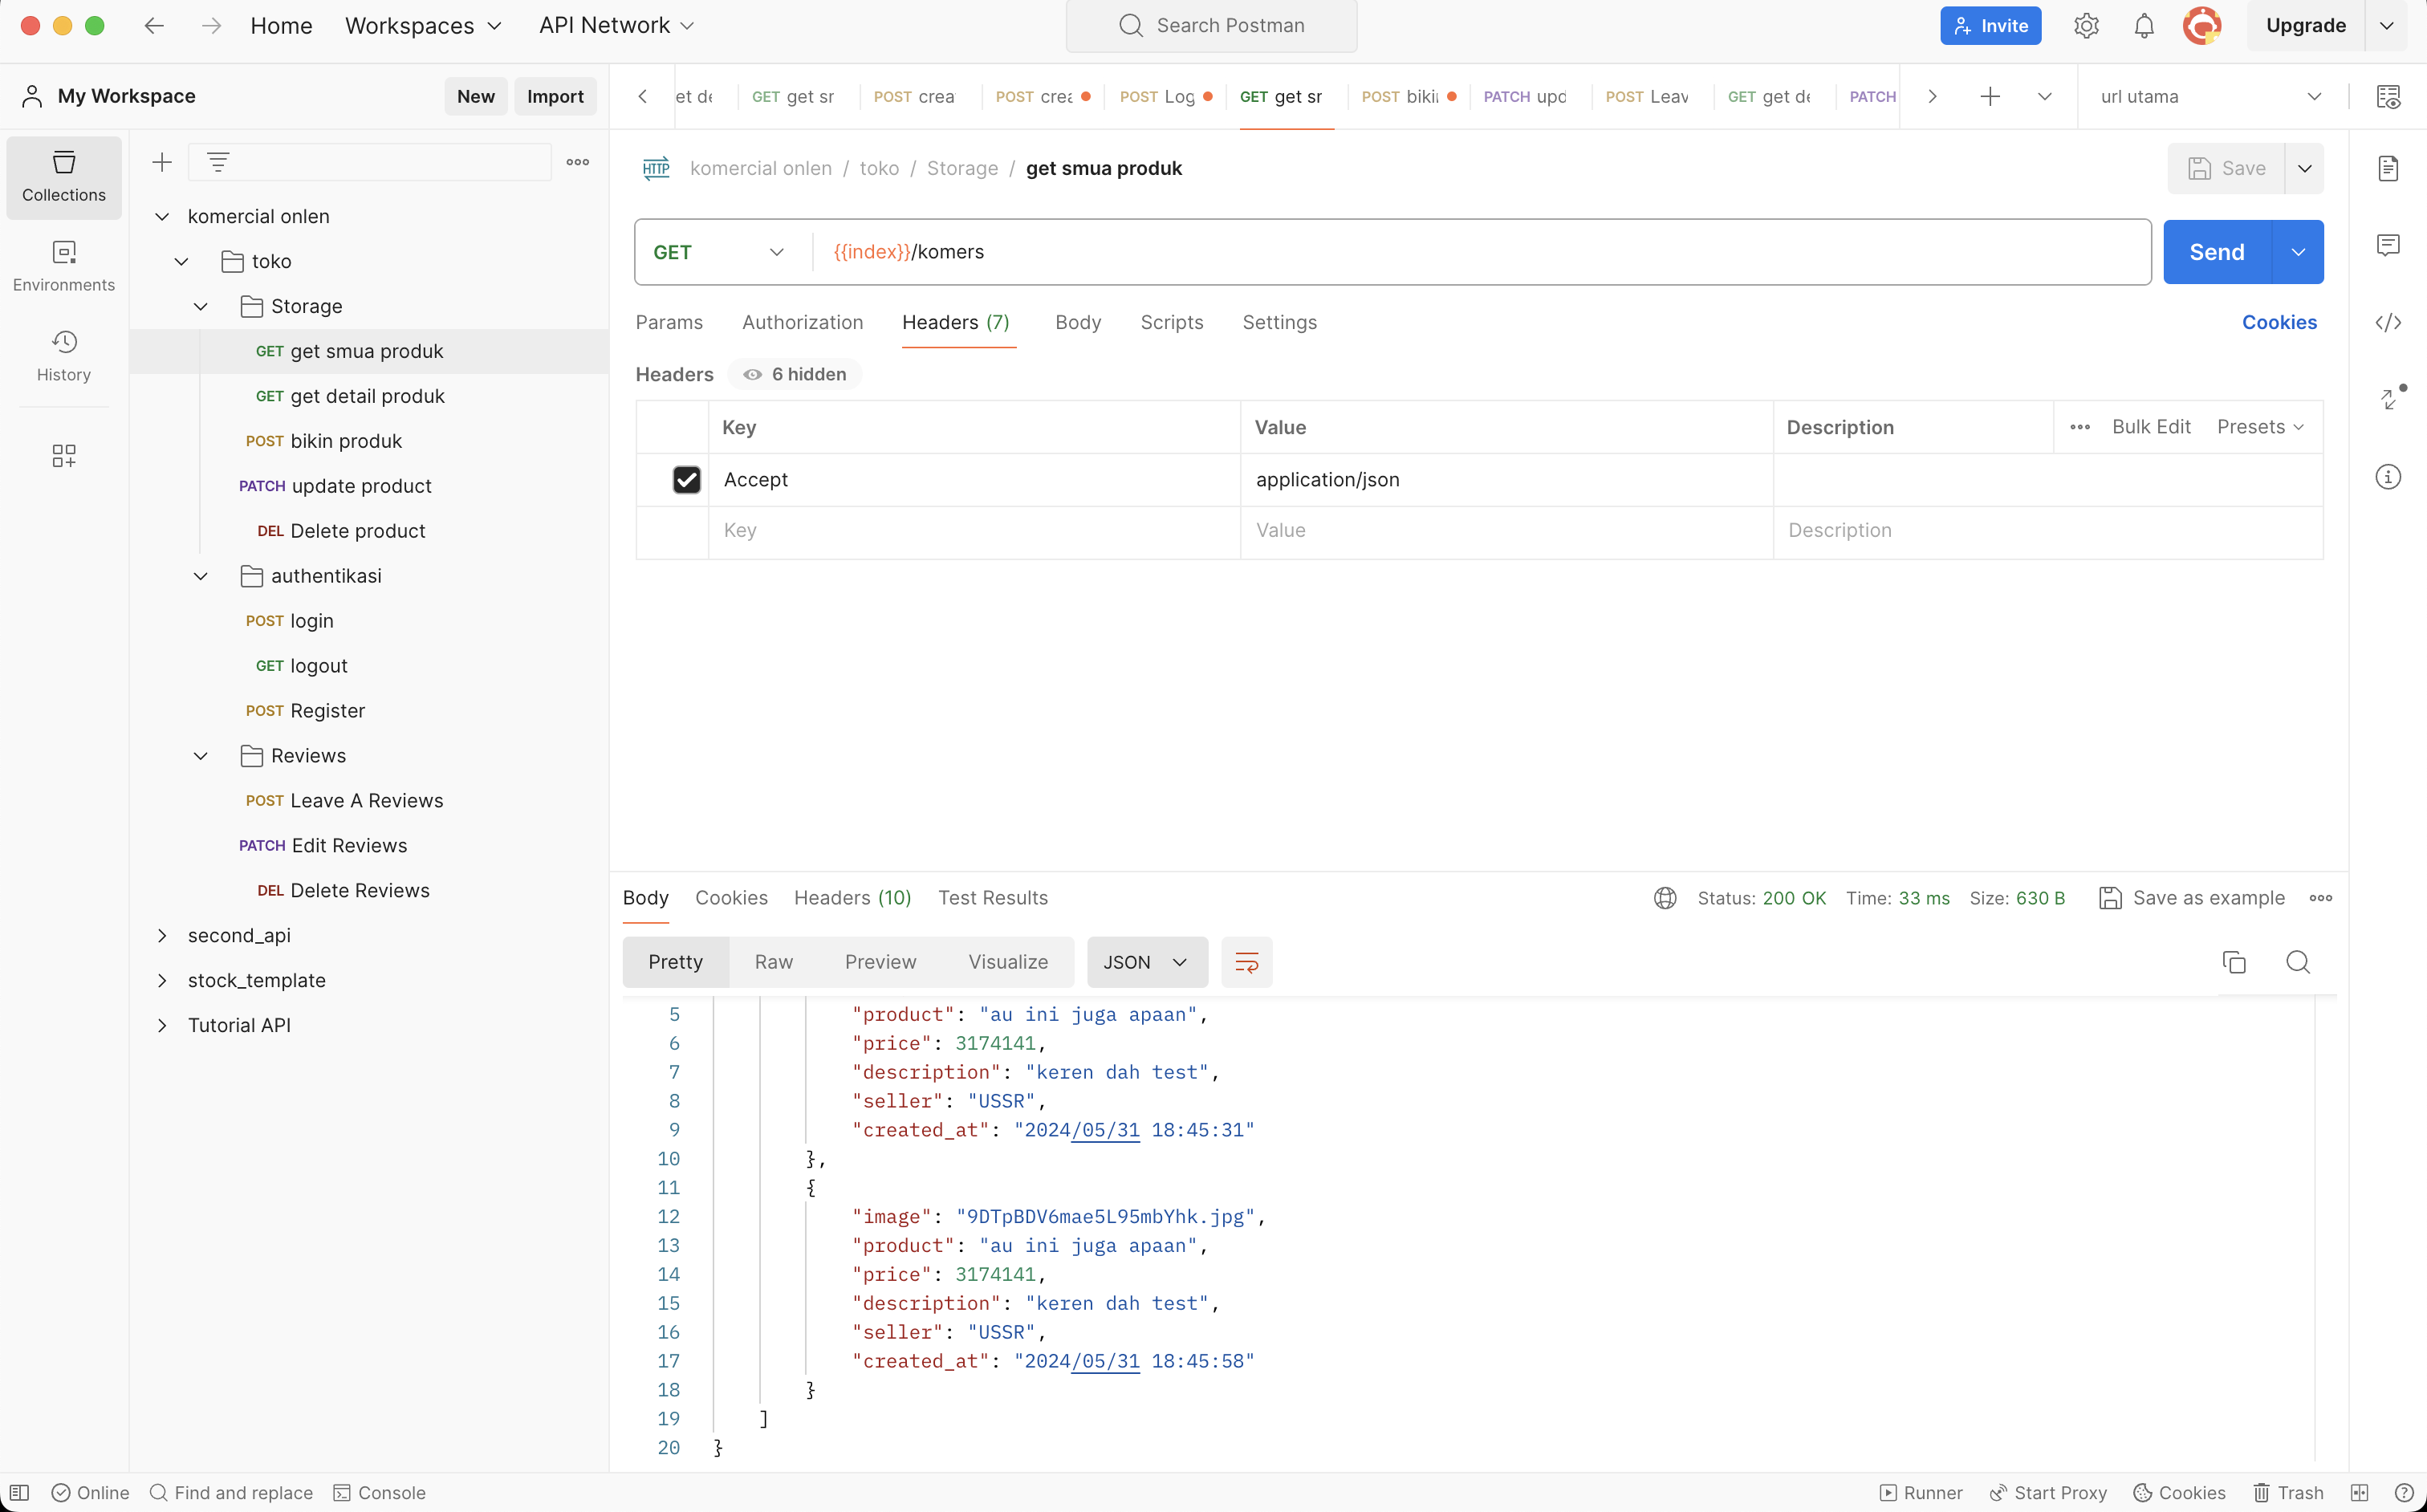 Home Workspaces API Network Search Postman Invite Upgrade
My Workspace New Import
et de GET get sr POST crea POST crea POST Log GET get sr POST biki PATCH upd POST Leav GET get de PATCH url utama
Collections
Environments
History
komercial onlen
toko
Storage
GET get smua produk
GET get detail produk
POST bikin produk
PATCH update product
DEL Delete product
authentikasi
POST login
GET logout
POST Register
Reviews
POST Leave A Reviews
PATCH Edit Reviews
DEL Delete Reviews
second_api
stock_template
Tutorial API
HTTP komercial onlen / toko / Storage / get smua produk Save
GET {{index}}/komers Send
Params Authorization Headers (7) Body Scripts Settings Cookies
Headers 6 hidden
Key Value Description Bulk Edit Presets
Accept application/json
Key Value Description
Body Cookies Headers (10) Test Results Status: 200 OK Time: 33 ms Size: 630 B Save as example
Pretty Raw Preview Visualize JSON
5 "product": "au ini juga apaan",
6 "price": 3174141,
7 "description": "keren dah test",
8 "seller": "USSR",
9 "created_at": "2024/05/31 18:45:31"
10 },
11 {
12 "image": "9DTpBDV6mae5L95mbYhk.jpg",
13 "product": "au ini juga apaan",
14 "price": 3174141,
15 "description": "keren dah test",
16 "seller": "USSR",
17 "created_at": "2024/05/31 18:45:58"
18 }
19 ]
20 }
Online Find and replace Console Runner Start Proxy Cookies Trash